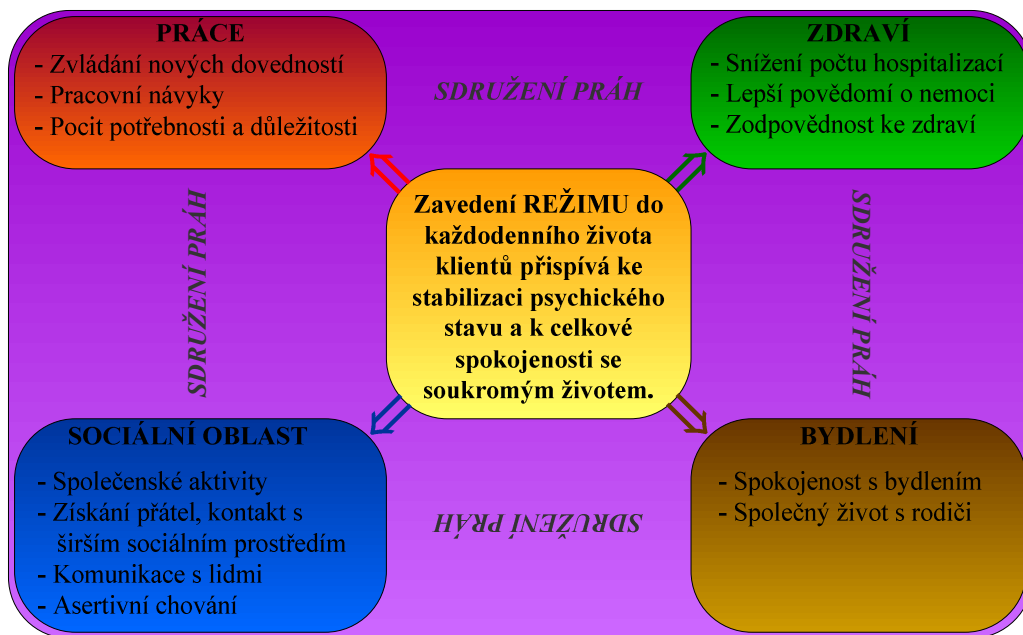 PRÁCE
- Zvládání nových dovedností
- Pracovní návyky
- Pocit potřebnosti a důležitosti
SDRUŽENÍ PRÁH
ZDRAVÍ
- Snížení počtu hospitalizací
- Lepší povědomí o nemoci
- Zodpovědnost ke zdraví
SDRUŽENÍ PRÁH
Zavedení REŽIMU do
každodenního života
klientů přispívá ke
stabilizaci psychického
stavu a k celkové
spokojenosti se
soukromým životem.
SDRUŽENÍ PRÁH
SOCIÁLNÍ OBLAST
- Společenské aktivity
- Získání přátel, kontakt s
širším sociálním prostředím
- Komunikace s lidmi
- Asertivní chování
SDRUŽENÍ PRÁH
BYDLENÍ
- Spokojenost s bydlením
- Společný život s rodiči